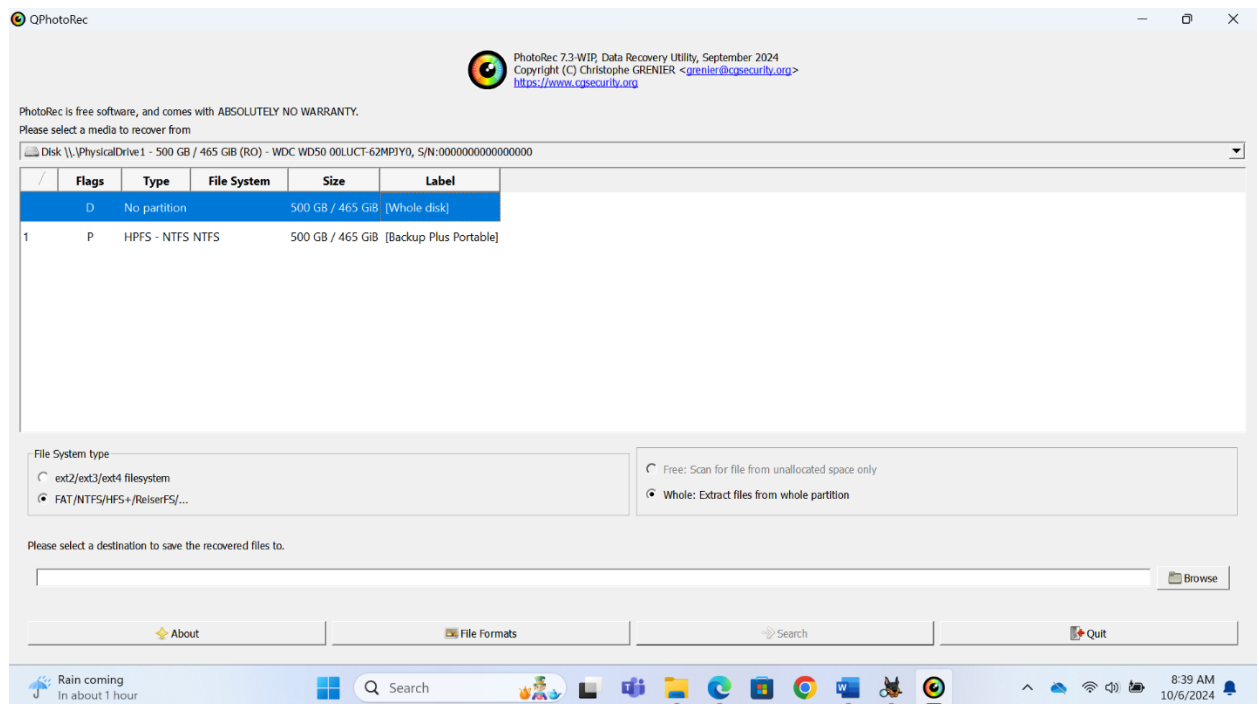 QPhotoRec
PhotoRec 7.3-WIP, Data Recovery Utility, September 2024
Copyright (C) Christophe GRENIER <grenier@cgsecurity.org>
https://www.cgsecurity.org
PhotoRec is free software, and comes with ABSOLUTELY NO WARRANTY.
Please select a media to recover from
Disk \\.\PhysicalDrive1 - 500 GB / 465 GiB (RO) - WDC WD50 00LUCT-62MPJY0, S/N:0000000000000000
/ Flags Type File System Size Label
D No partition 500 GB / 465 GiB [Whole disk]
1 P HPFS - NTFS NTFS 500 GB / 465 GiB [Backup Plus Portable]
File System type
ext2/ext3/ext4 filesystem
FAT/NTFS/HFS+/ReiserFS/...
Free: Scan for file from unallocated space only
Whole: Extract files from whole partition
Please select a destination to save the recovered files to.
Browse
About File Formats Search Quit
Rain coming
In about 1 hour
Search
8:39 AM
10/6/2024